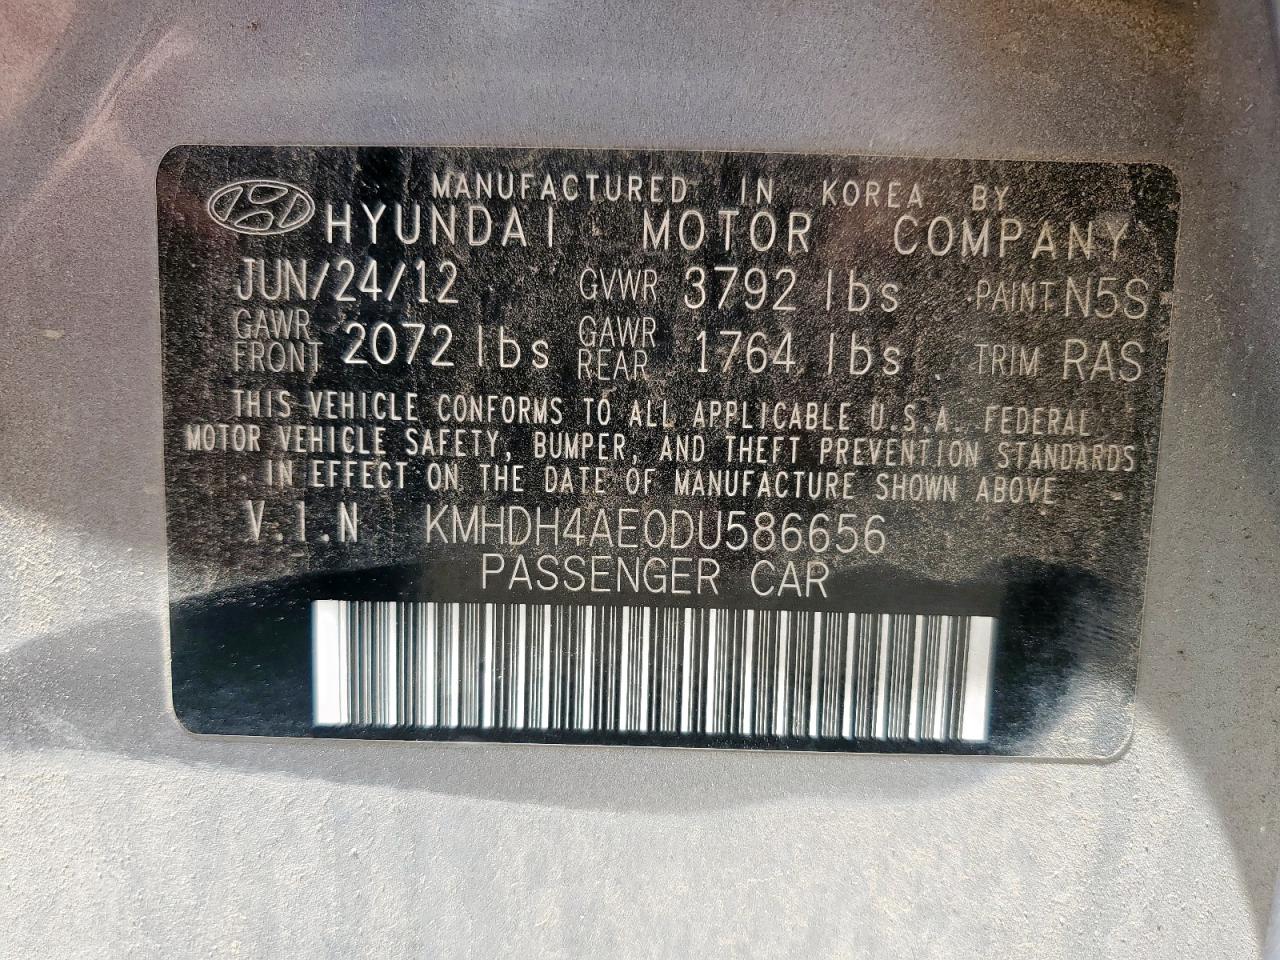 MANUFACTURED IN KOREA BY
HYUNDAI MOTOR COMPANY
JUN/24/12 GVWR 3792 lbs PAINT N5S
GAWR FRONT 2072 lbs GAWR REAR 1764 lbs TRIM RAS
THIS VEHICLE CONFORMS TO ALL APPLICABLE U.S.A. FEDERAL
MOTOR VEHICLE SAFETY, BUMPER, AND THEFT PREVENTION STANDARDS
IN EFFECT ON THE DATE OF MANUFACTURE SHOWN ABOVE
V.I.N KMHDH4AE0DU586656
PASSENGER CAR